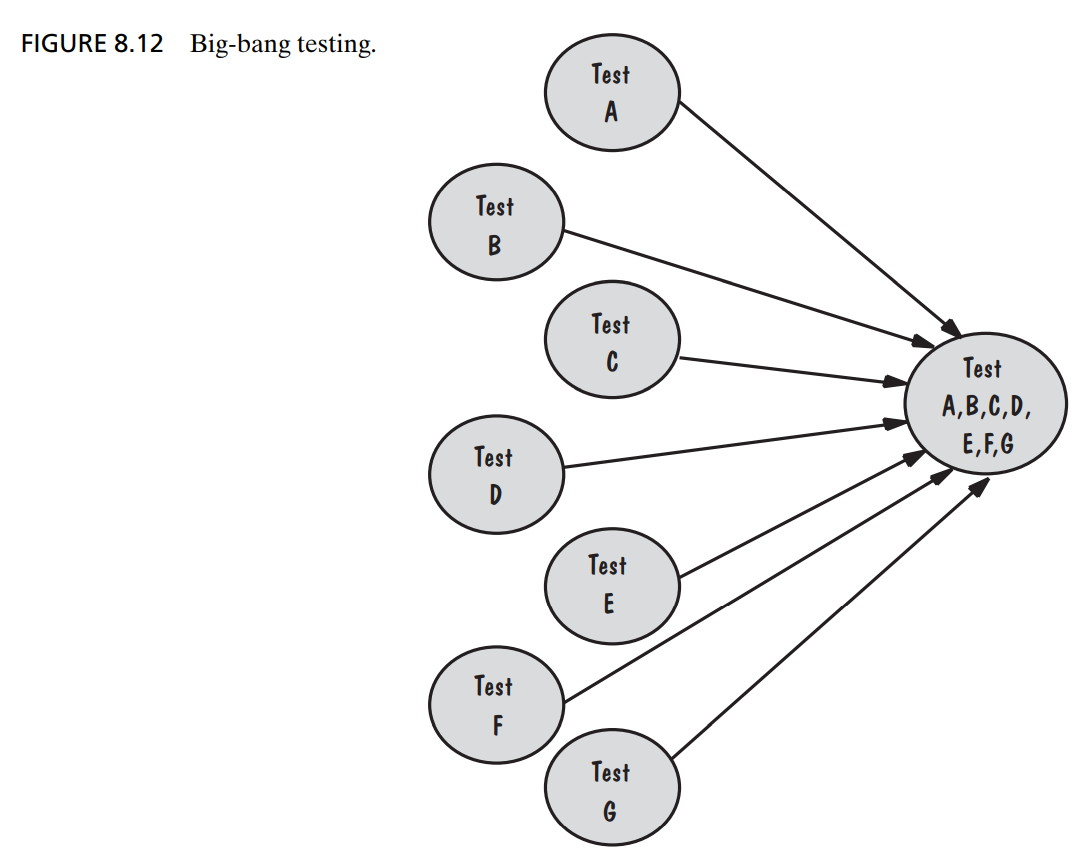 FIGURE 8.12 Big-bang testing.
Test
A
Test
B
Test
C
Test
A,B,C,D,
E,F,G
Test
D
Test
E
Test
F
Test
G